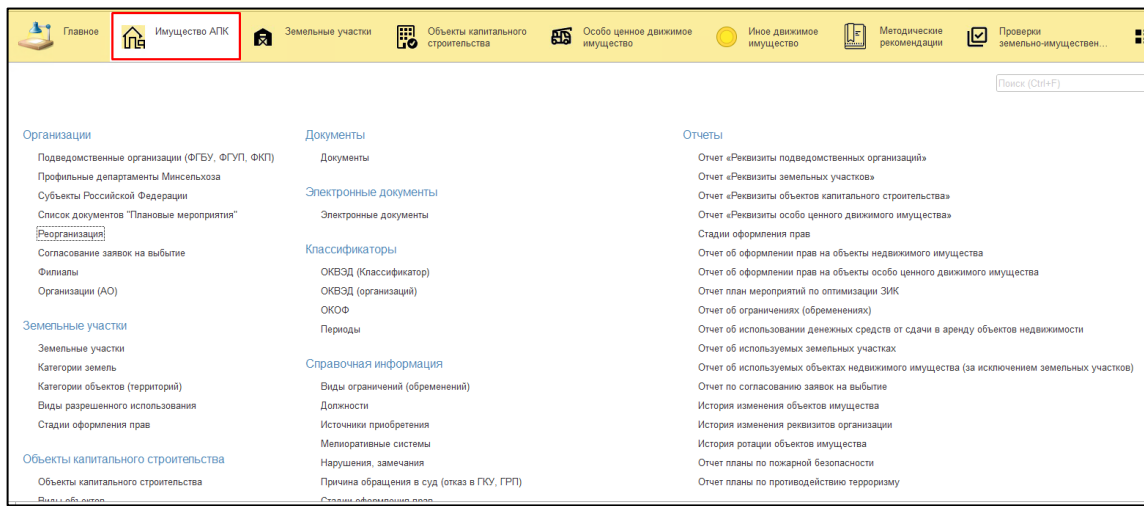 Главное
Имущество АПК
Земельные участки
Объекты капитального
строительства
Особо ценное движимое
имущество
Иное движимое
имущество
Методические
рекомендации
Проверки
земельно-имуществен...
Поиск (Ctrl+F)
Организации
Подведомственные организации (ФГБУ, ФГУП, ФКП)
Профильные департаменты Минсельхоза
Субъекты Российской Федерации
Список документов "Плановые мероприятия"
Реорганизация
Согласование заявок на выбытие
Филиалы
Организации (АО)
Земельные участки
Земельные участки
Категории земель
Категории объектов (территорий)
Виды разрешенного использования
Стадии оформления прав
Объекты капитального строительства
Объекты капитального строительства
Виды объектов
Документы
Документы
Электронные документы
Электронные документы
Классификаторы
ОКВЭД (Классификатор)
ОКВЭД (организаций)
ОКОФ
Периоды
Справочная информация
Виды ограничений (обременений)
Должности
Источники приобретения
Мелиоративные системы
Нарушения, замечания
Причина обращения в суд (отказ в ГКУ, ГРП)
Стадии оформления прав
Отчеты
Отчет «Реквизиты подведомственных организаций»
Отчет «Реквизиты земельных участков»
Отчет «Реквизиты объектов капитального строительства»
Отчет «Реквизиты особо ценного движимого имущества»
Стадии оформления прав
Отчет об оформлении прав на объекты недвижимого имущества
Отчет об оформлении прав на объекты особо ценного движимого имущества
Отчет план мероприятий по оптимизации ЗИК
Отчет об ограничениях (обременениях)
Отчет об использовании денежных средств от сдачи в аренду объектов недвижимости
Отчет об используемых земельных участках
Отчет об используемых объектах недвижимого имущества (за исключением земельных участков)
Отчет по согласованию заявок на выбытие
История изменения объектов имущества
История изменения реквизитов организации
История ротации объектов имущества
Отчет планы по пожарной безопасности
Отчет планы по противодействию терроризму